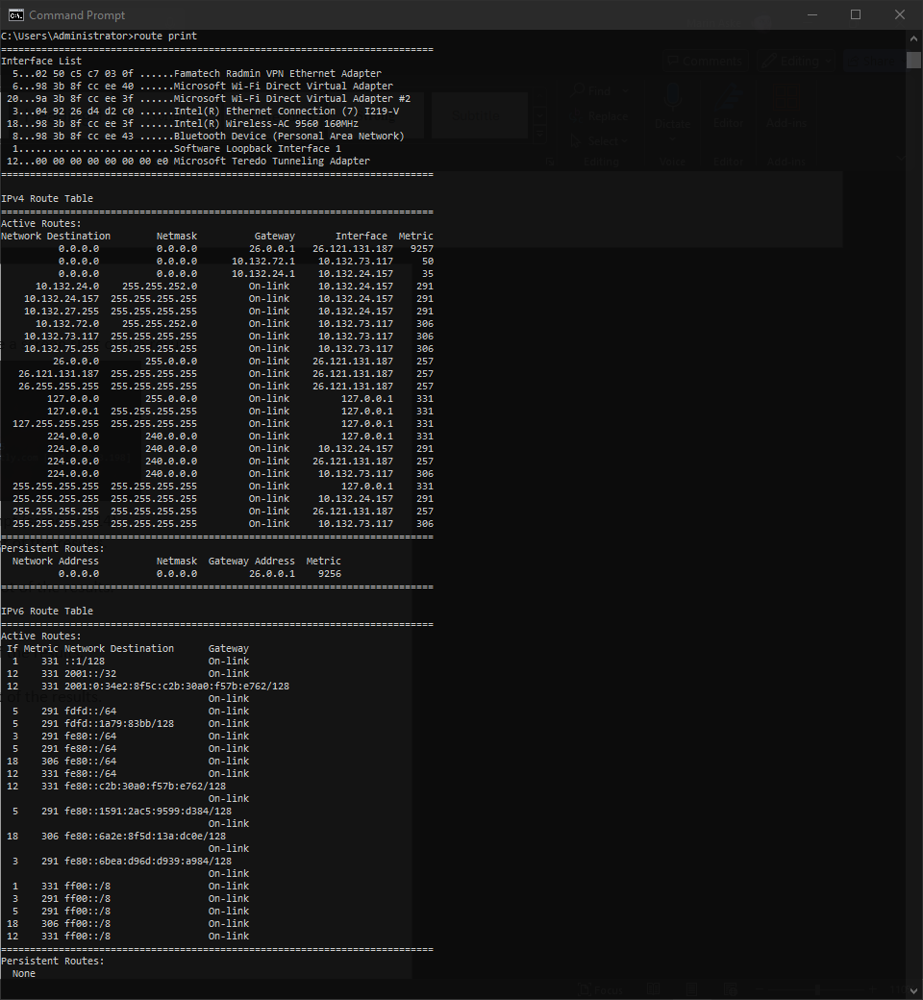 Command Prompt
C:\Users\Administrator>route print
===========================================================================
Interface List
  5...02 50 c5 c7 03 0f ......Famatech Radmin VPN Ethernet Adapter
  6...98 3b 8f cc ee 40 ......Microsoft Wi-Fi Direct Virtual Adapter
 20...9a 3b 8f cc ee 3f ......Microsoft Wi-Fi Direct Virtual Adapter #2
  3...04 92 26 d4 d2 c0 ......Intel(R) Ethernet Connection (7) I219-V
 18...98 3b 8f cc ee 3f ......Intel(R) Wireless-AC 9560 160MHz
  8...98 3b 8f cc ee 43 ......Bluetooth Device (Personal Area Network)
  1...........................Software Loopback Interface 1
 12...00 00 00 00 00 00 00 e0 Microsoft Teredo Tunneling Adapter
===========================================================================
IPv4 Route Table
===========================================================================
Active Routes:
Network Destination        Netmask          Gateway       Interface  Metric
          0.0.0.0          0.0.0.0         26.0.0.1   26.121.131.187   9257
          0.0.0.0          0.0.0.0      10.132.72.1    10.132.73.117     50
          0.0.0.0          0.0.0.0      10.132.24.1    10.132.24.157     35
      10.132.24.0    255.255.252.0         On-link     10.132.24.157    291
    10.132.24.157  255.255.255.255         On-link     10.132.24.157    291
    10.132.27.255  255.255.255.255         On-link     10.132.24.157    291
      10.132.72.0    255.255.252.0         On-link     10.132.73.117    306
    10.132.73.117  255.255.255.255         On-link     10.132.73.117    306
    10.132.75.255  255.255.255.255         On-link     10.132.73.117    306
         26.0.0.0        255.0.0.0         On-link    26.121.131.187    257
   26.121.131.187  255.255.255.255         On-link    26.121.131.187    257
   26.255.255.255  255.255.255.255         On-link    26.121.131.187    257
        127.0.0.0        255.0.0.0         On-link         127.0.0.1    331
        127.0.0.1  255.255.255.255         On-link         127.0.0.1    331
  127.255.255.255  255.255.255.255         On-link         127.0.0.1    331
        224.0.0.0        240.0.0.0         On-link         127.0.0.1    331
        224.0.0.0        240.0.0.0         On-link     10.132.24.157    291
        224.0.0.0        240.0.0.0         On-link    26.121.131.187    257
        224.0.0.0        240.0.0.0         On-link     10.132.73.117    306
  255.255.255.255  255.255.255.255         On-link         127.0.0.1    331
  255.255.255.255  255.255.255.255         On-link     10.132.24.157    291
  255.255.255.255  255.255.255.255         On-link    26.121.131.187    257
  255.255.255.255  255.255.255.255         On-link     10.132.73.117    306
===========================================================================
Persistent Routes:
  Network Address          Netmask  Gateway Address  Metric
          0.0.0.0          0.0.0.0         26.0.0.1    9256
===========================================================================
IPv6 Route Table
===========================================================================
Active Routes:
 If Metric Network Destination      Gateway
  1    331 ::1/128                  On-link
 12    331 2001::/32                On-link
 12    331 2001:0:34e2:8f5c:c2b:30a0:f57b:e762/128
                                    On-link
  5    291 fdfd::/64                On-link
  5    291 fdfd::1a79:83bb/128      On-link
  3    291 fe80::/64                On-link
  5    291 fe80::/64                On-link
 18    306 fe80::/64                On-link
 12    331 fe80::/64                On-link
 12    331 fe80::c2b:30a0:f57b:e762/128
                                    On-link
  5    291 fe80::1591:2ac5:9599:d384/128
                                    On-link
 18    306 fe80::6a2e:8f5d:13a:dc0e/128
                                    On-link
  3    291 fe80::6bea:d96d:d939:a984/128
                                    On-link
  1    331 ff00::/8                 On-link
  3    291 ff00::/8                 On-link
  5    291 ff00::/8                 On-link
 18    306 ff00::/8                 On-link
 12    331 ff00::/8                 On-link
===========================================================================
Persistent Routes:
  None
Comments
Editing
Find
Replace
Select
Editing
Dictate
Voice
Editor
Editor
Add-ins
Add-ins
of the results
Focus